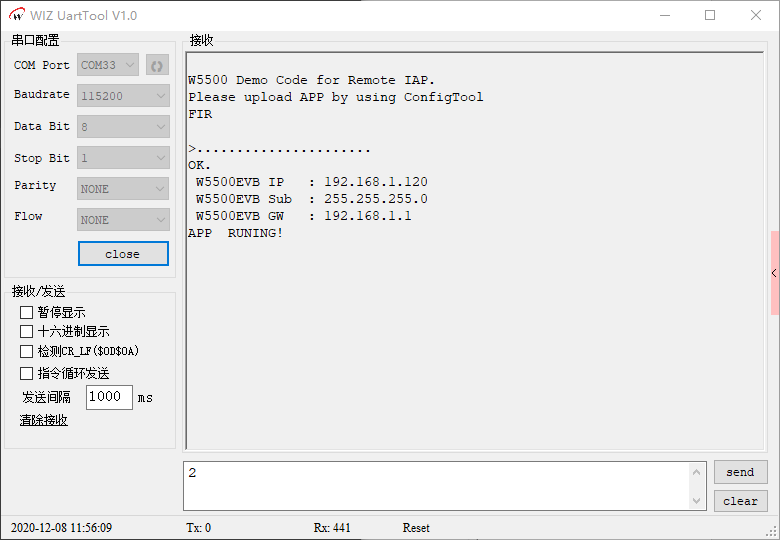 WIZ UartTool V1.0
串口配置
COM Port COM33
Baudrate 115200
Data Bit 8
Stop Bit 1
Parity NONE
Flow NONE
close
接收/发送
暂停显示
十六进制显示
检测CR_LF($0D$0A)
指令循环发送
发送间隔 1000 ms
清除接收
接收
W5500 Demo Code for Remote IAP.
Please upload APP by using ConfigTool
FIR
>......................
OK.
W5500EVB IP : 192.168.1.120
W5500EVB Sub : 255.255.255.0
W5500EVB GW : 192.168.1.1
APP  RUNING!
2
send
clear
2020-12-08 11:56:09 Tx: 0 Rx: 441 Reset